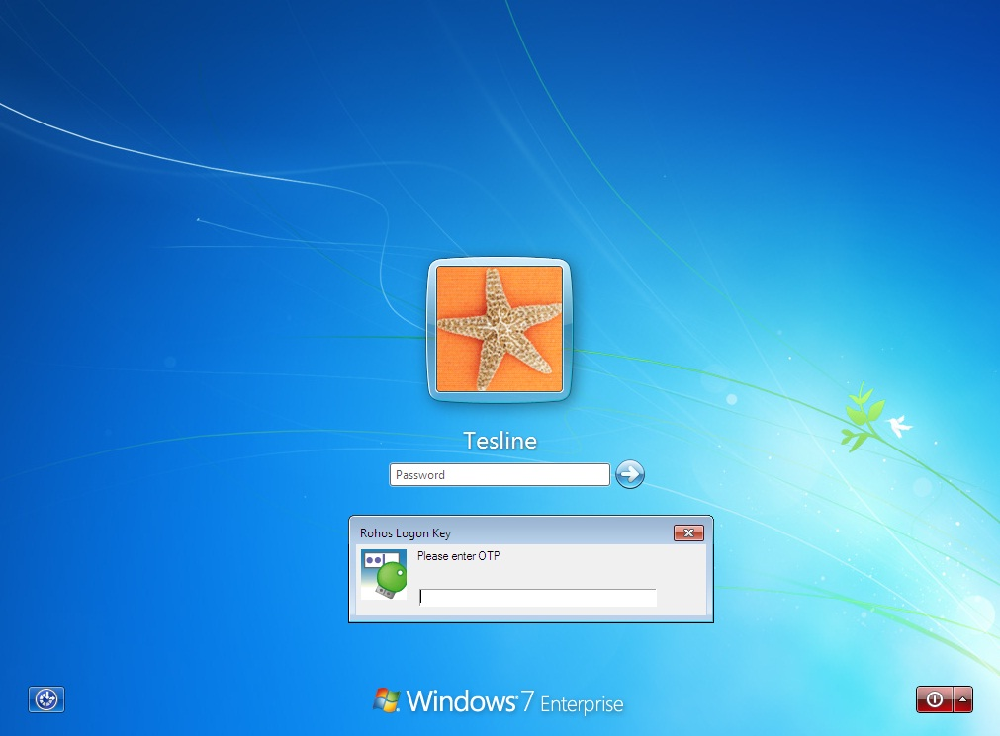 Tesline
Password
Rohos Logon Key
Please enter OTP
Windows 7 Enterprise